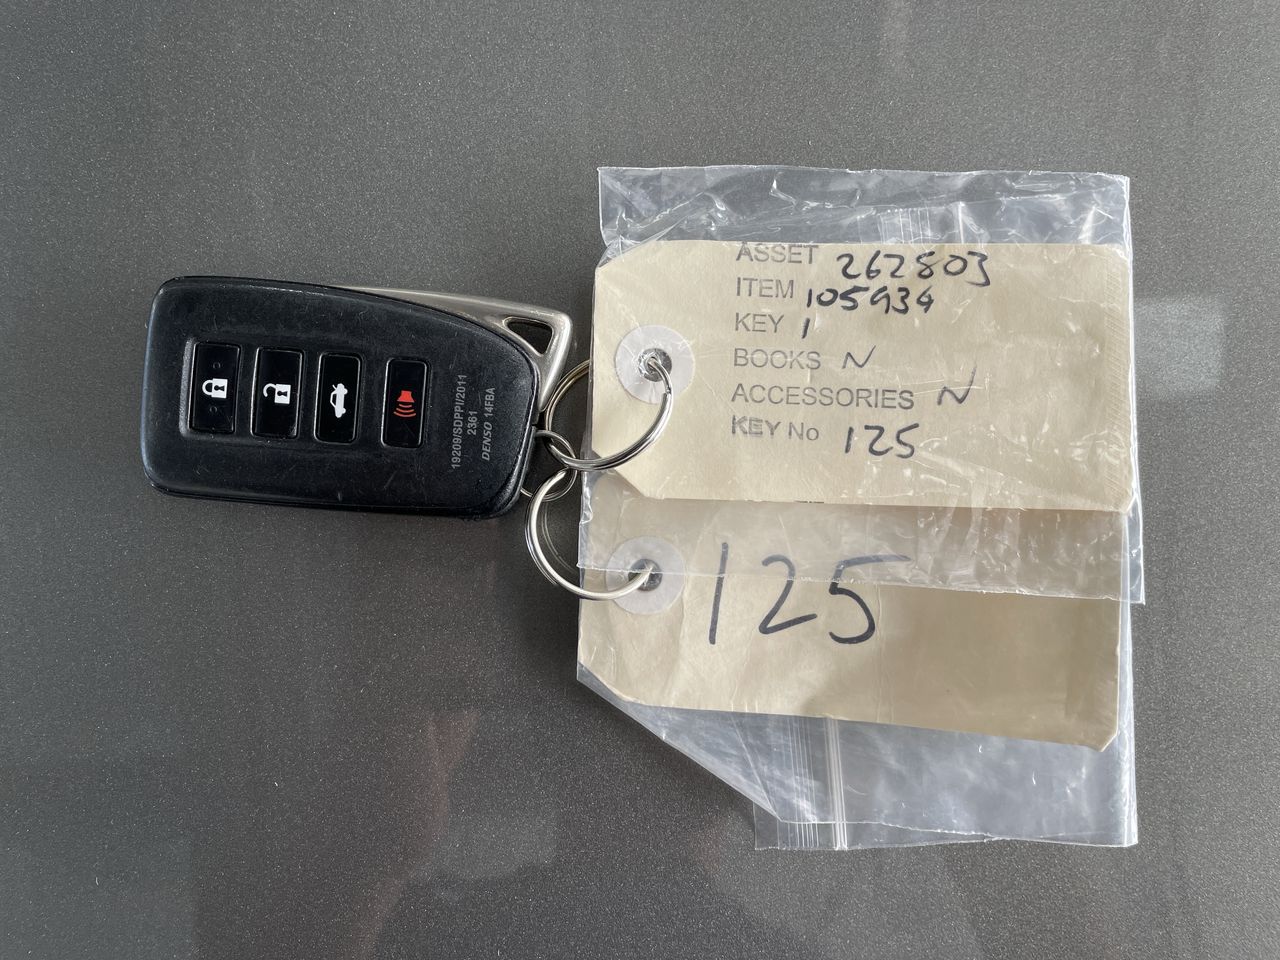 19209/SDPPI/2011
2361
DENSO 14FBA
ASSET 262803
ITEM 105934
KEY 1
BOOKS N
ACCESSORIES N
KEY No 125
125